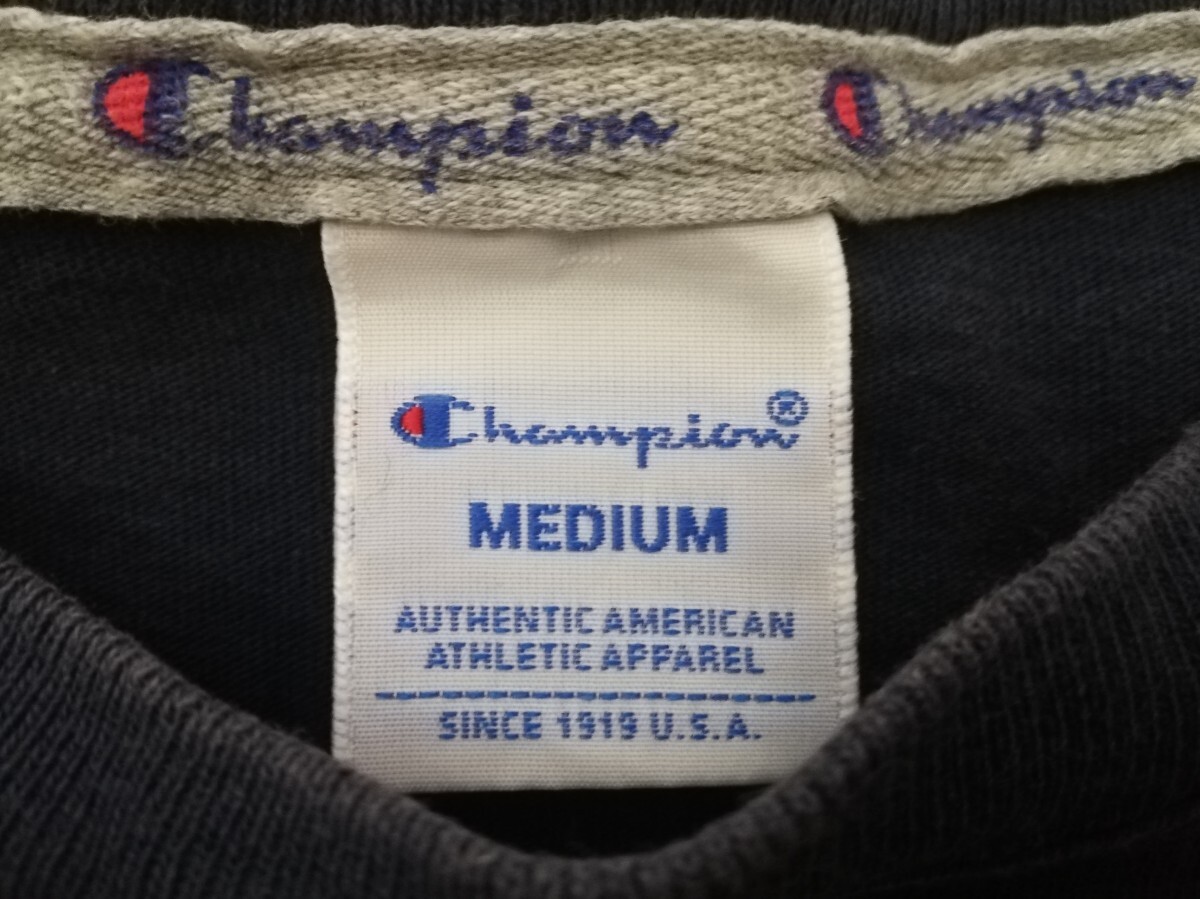 Champion Champion
Champion®
MEDIUM
AUTHENTIC AMERICAN
ATHLETIC APPAREL
SINCE 1919 U.S.A.